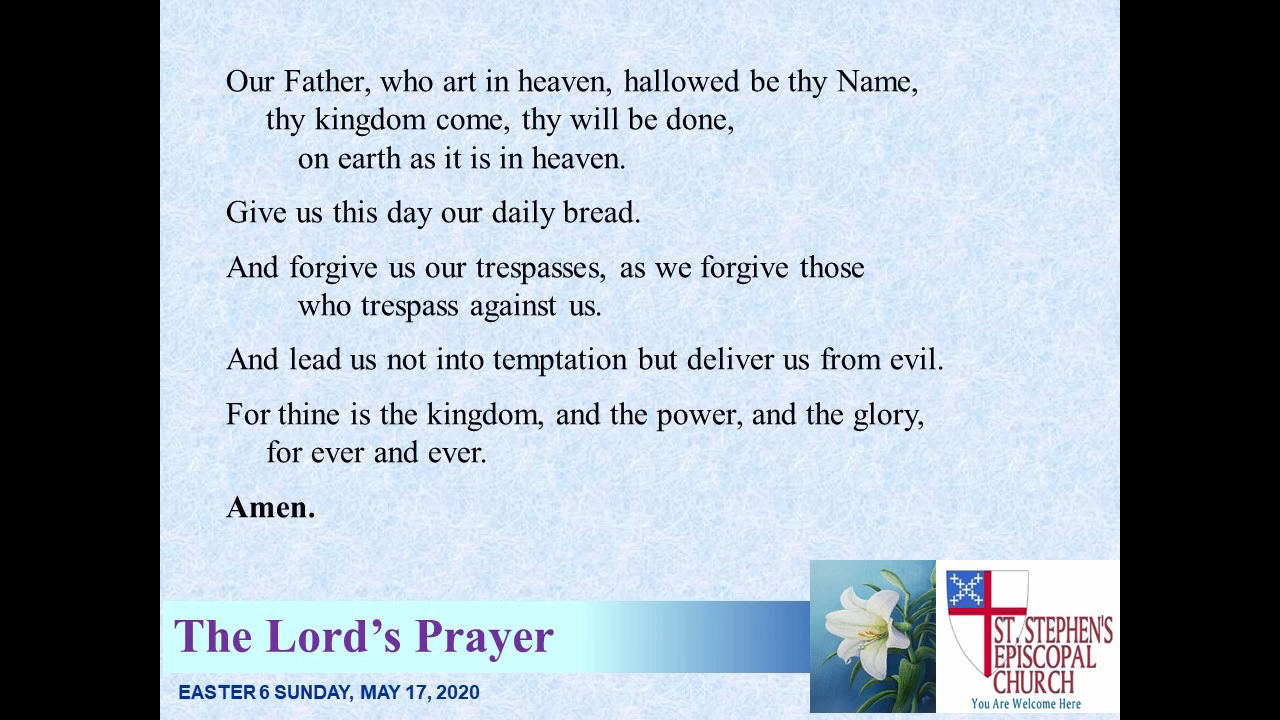 Our Father, who art in heaven, hallowed be thy Name,
thy kingdom come, thy will be done,
on earth as it is in heaven.
Give us this day our daily bread.
And forgive us our trespasses, as we forgive those
who trespass against us.
And lead us not into temptation but deliver us from evil.
For thine is the kingdom, and the power, and the glory,
for ever and ever.
Amen.
The Lord’s Prayer
EASTER 6 SUNDAY, MAY 17, 2020
ST. STEPHEN'S
EPISCOPAL
CHURCH
You Are Welcome Here